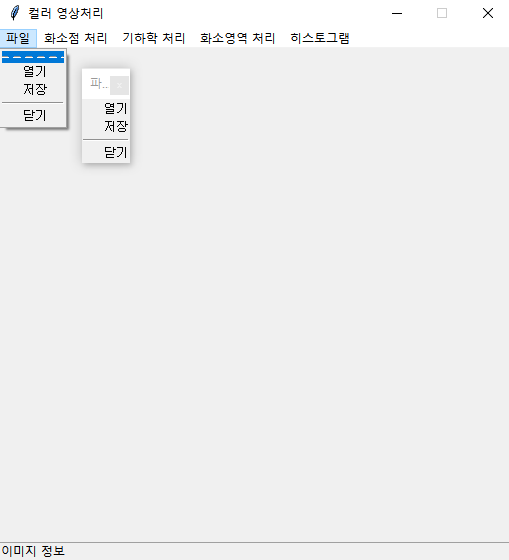 컬러 영상처리
파일 화소점 처리 기하학 처리 화소영역 처리 히스토그램
열기
저장
닫기
파...
열기
저장
닫기
이미지 정보